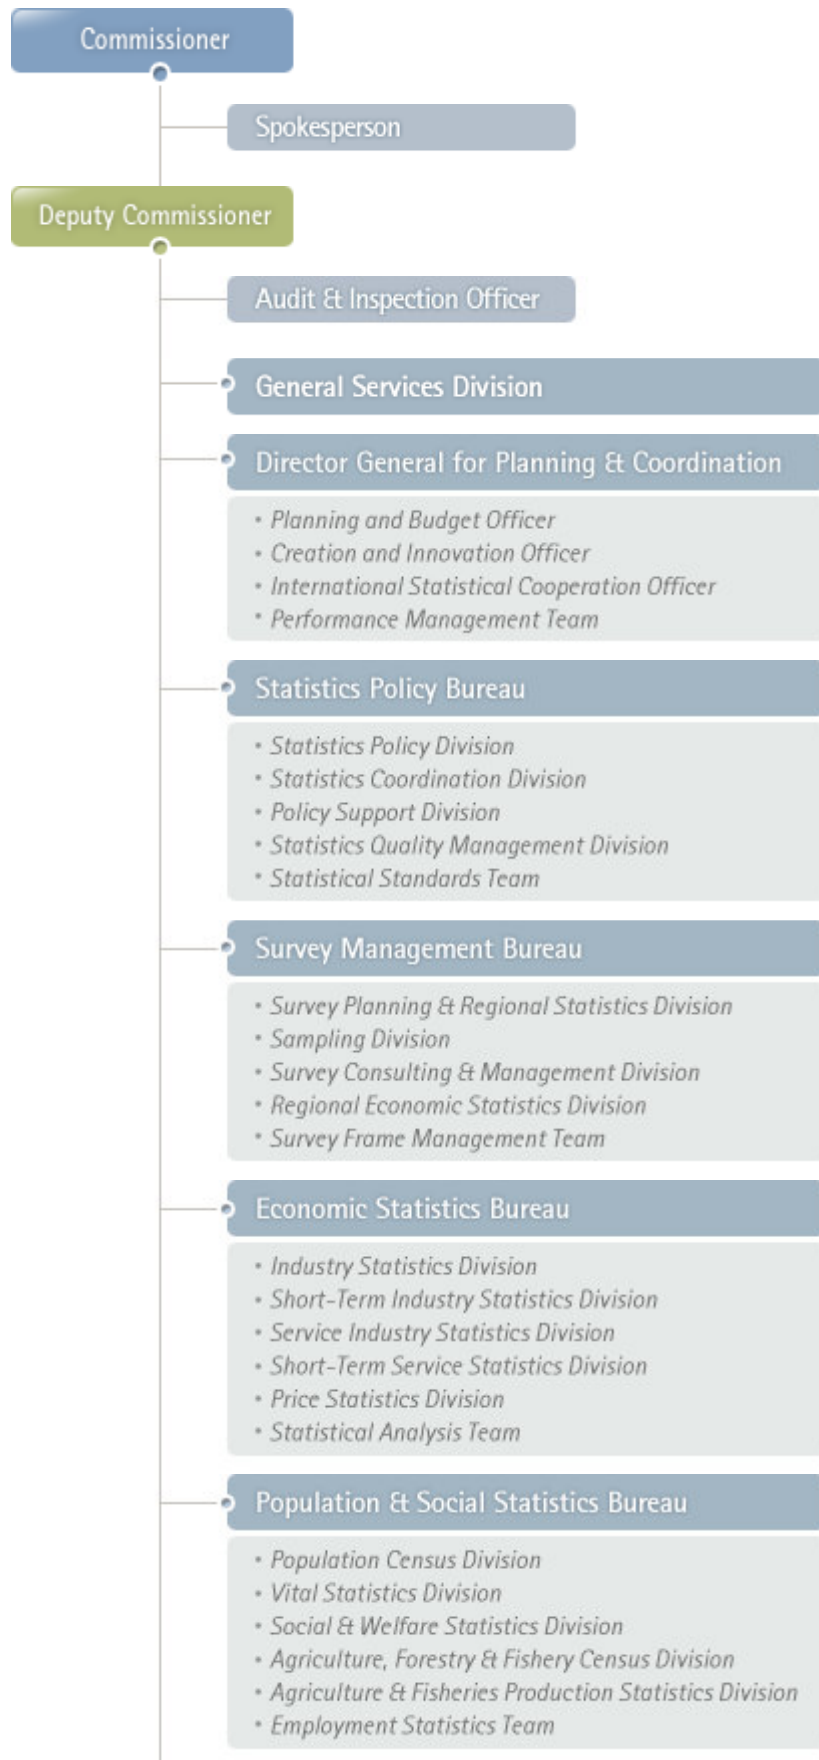 Commissioner
Spokesperson
Deputy Commissioner
Audit & Inspection Officer
General Services Division
Director General for Planning & Coordination
• Planning and Budget Officer
• Creation and Innovation Officer
• International Statistical Cooperation Officer
• Performance Management Team
Statistics Policy Bureau
• Statistics Policy Division
• Statistics Coordination Division
• Policy Support Division
• Statistics Quality Management Division
• Statistical Standards Team
Survey Management Bureau
• Survey Planning & Regional Statistics Division
• Sampling Division
• Survey Consulting & Management Division
• Regional Economic Statistics Division
• Survey Frame Management Team
Economic Statistics Bureau
• Industry Statistics Division
• Short-Term Industry Statistics Division
• Service Industry Statistics Division
• Short-Term Service Statistics Division
• Price Statistics Division
• Statistical Analysis Team
Population & Social Statistics Bureau
• Population Census Division
• Vital Statistics Division
• Social & Welfare Statistics Division
• Agriculture, Forestry & Fishery Census Division
• Agriculture & Fisheries Production Statistics Division
• Employment Statistics Team